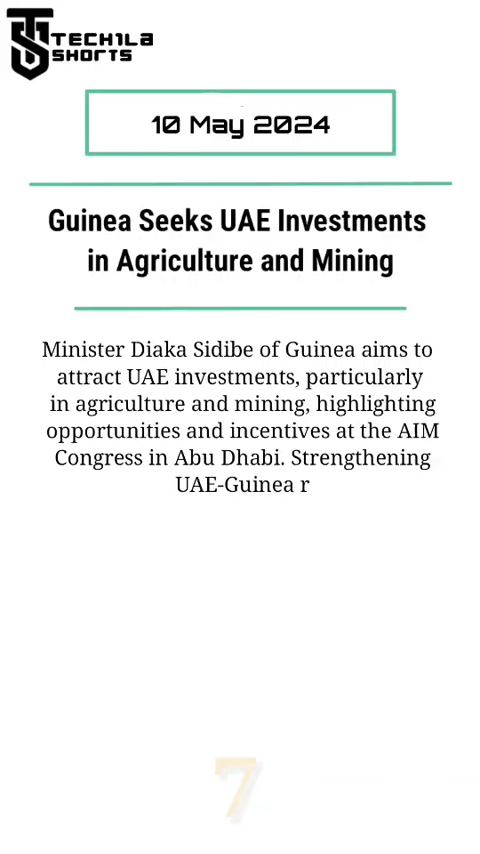 TECH1LA
SHORTS
10 May 2024
Guinea Seeks UAE Investments
in Agriculture and Mining
Minister Diaka Sidibe of Guinea aims to
attract UAE investments, particularly
in agriculture and mining, highlighting
opportunities and incentives at the AIM
Congress in Abu Dhabi. Strengthening
UAE-Guinea r
7